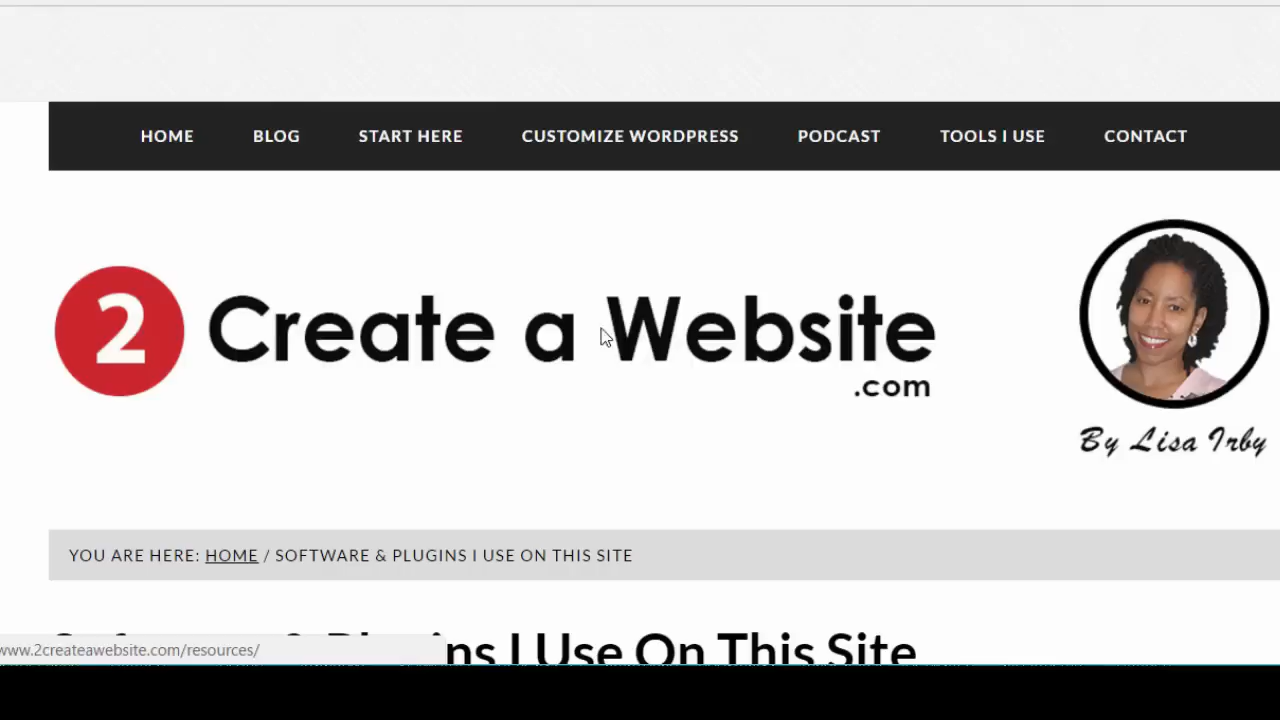 HOME BLOG START HERE CUSTOMIZE WORDPRESS PODCAST TOOLS I USE CONTACT
2 Create a Website
.com
By Lisa Irby
YOU ARE HERE: HOME / SOFTWARE & PLUGINS I USE ON THIS SITE
& Plugins I Use On This Site
www.2createawebsite.com/resources/